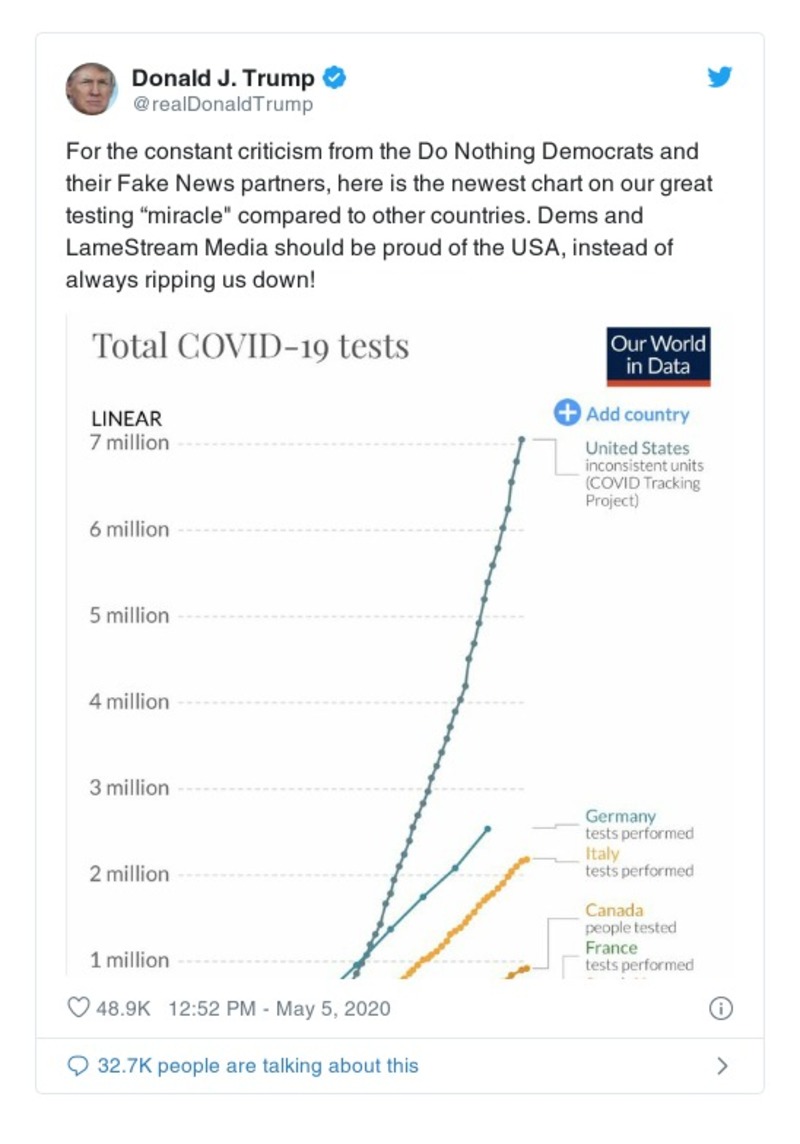 Donald J. Trump
@realDonaldTrump
For the constant criticism from the Do Nothing Democrats and
their Fake News partners, here is the newest chart on our great
testing “miracle" compared to other countries. Dems and
LameStream Media should be proud of the USA, instead of
always ripping us down!
Total COVID-19 tests
Our World
in Data
LINEAR
Add country
7 million
United States
inconsistent units
(COVID Tracking
Project)
6 million
5 million
4 million
3 million
Germany
tests performed
Italy
tests performed
2 million
Canada
people tested
France
tests performed
1 million
48.9K 12:52 PM - May 5, 2020
32.7K people are talking about this